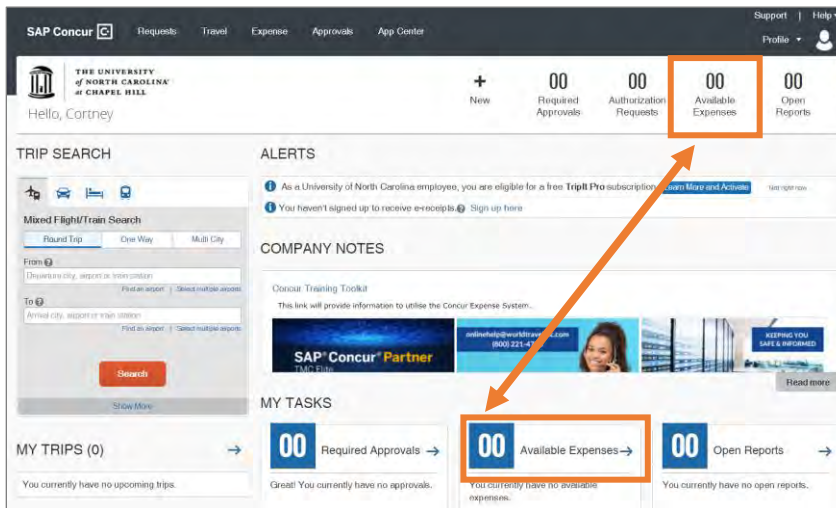 Support | Help
SAP Concur C Requests Travel Expense Approvals App Center
Profile
THE UNIVERSITY
of NORTH CAROLINA
at CHAPEL HILL
Hello, Cortney
+ 00 00 00 00
New Required Approvals Authorization Requests Available Expenses Open Reports
TRIP SEARCH
Mixed Flight/Train Search
Round Trip One Way Multi City
From
Departure city, airport or train station
Find an airport | Select multiple airports
To
Arrival city, airport or train station
Find an airport | Select multiple airports
Search
Show More
MY TRIPS (0)
You currently have no upcoming trips.
ALERTS
As a University of North Carolina employee, you are eligible for a free TripIt Pro subscription. Learn More and Activate Not right now
You haven't signed up to receive e-receipts. Sign up here
COMPANY NOTES
Concur Training Toolkit
This link will provide information to utilise the Concur Expense System.
SAP Concur Partner
TMC Elite
(800)
KEEPING YOU
SAFE & INFORMED
Read more
MY TASKS
00 Required Approvals
Great! You currently have no approvals.
00 Available Expenses
You currently have no available
expenses.
00 Open Reports
You currently have no open reports.